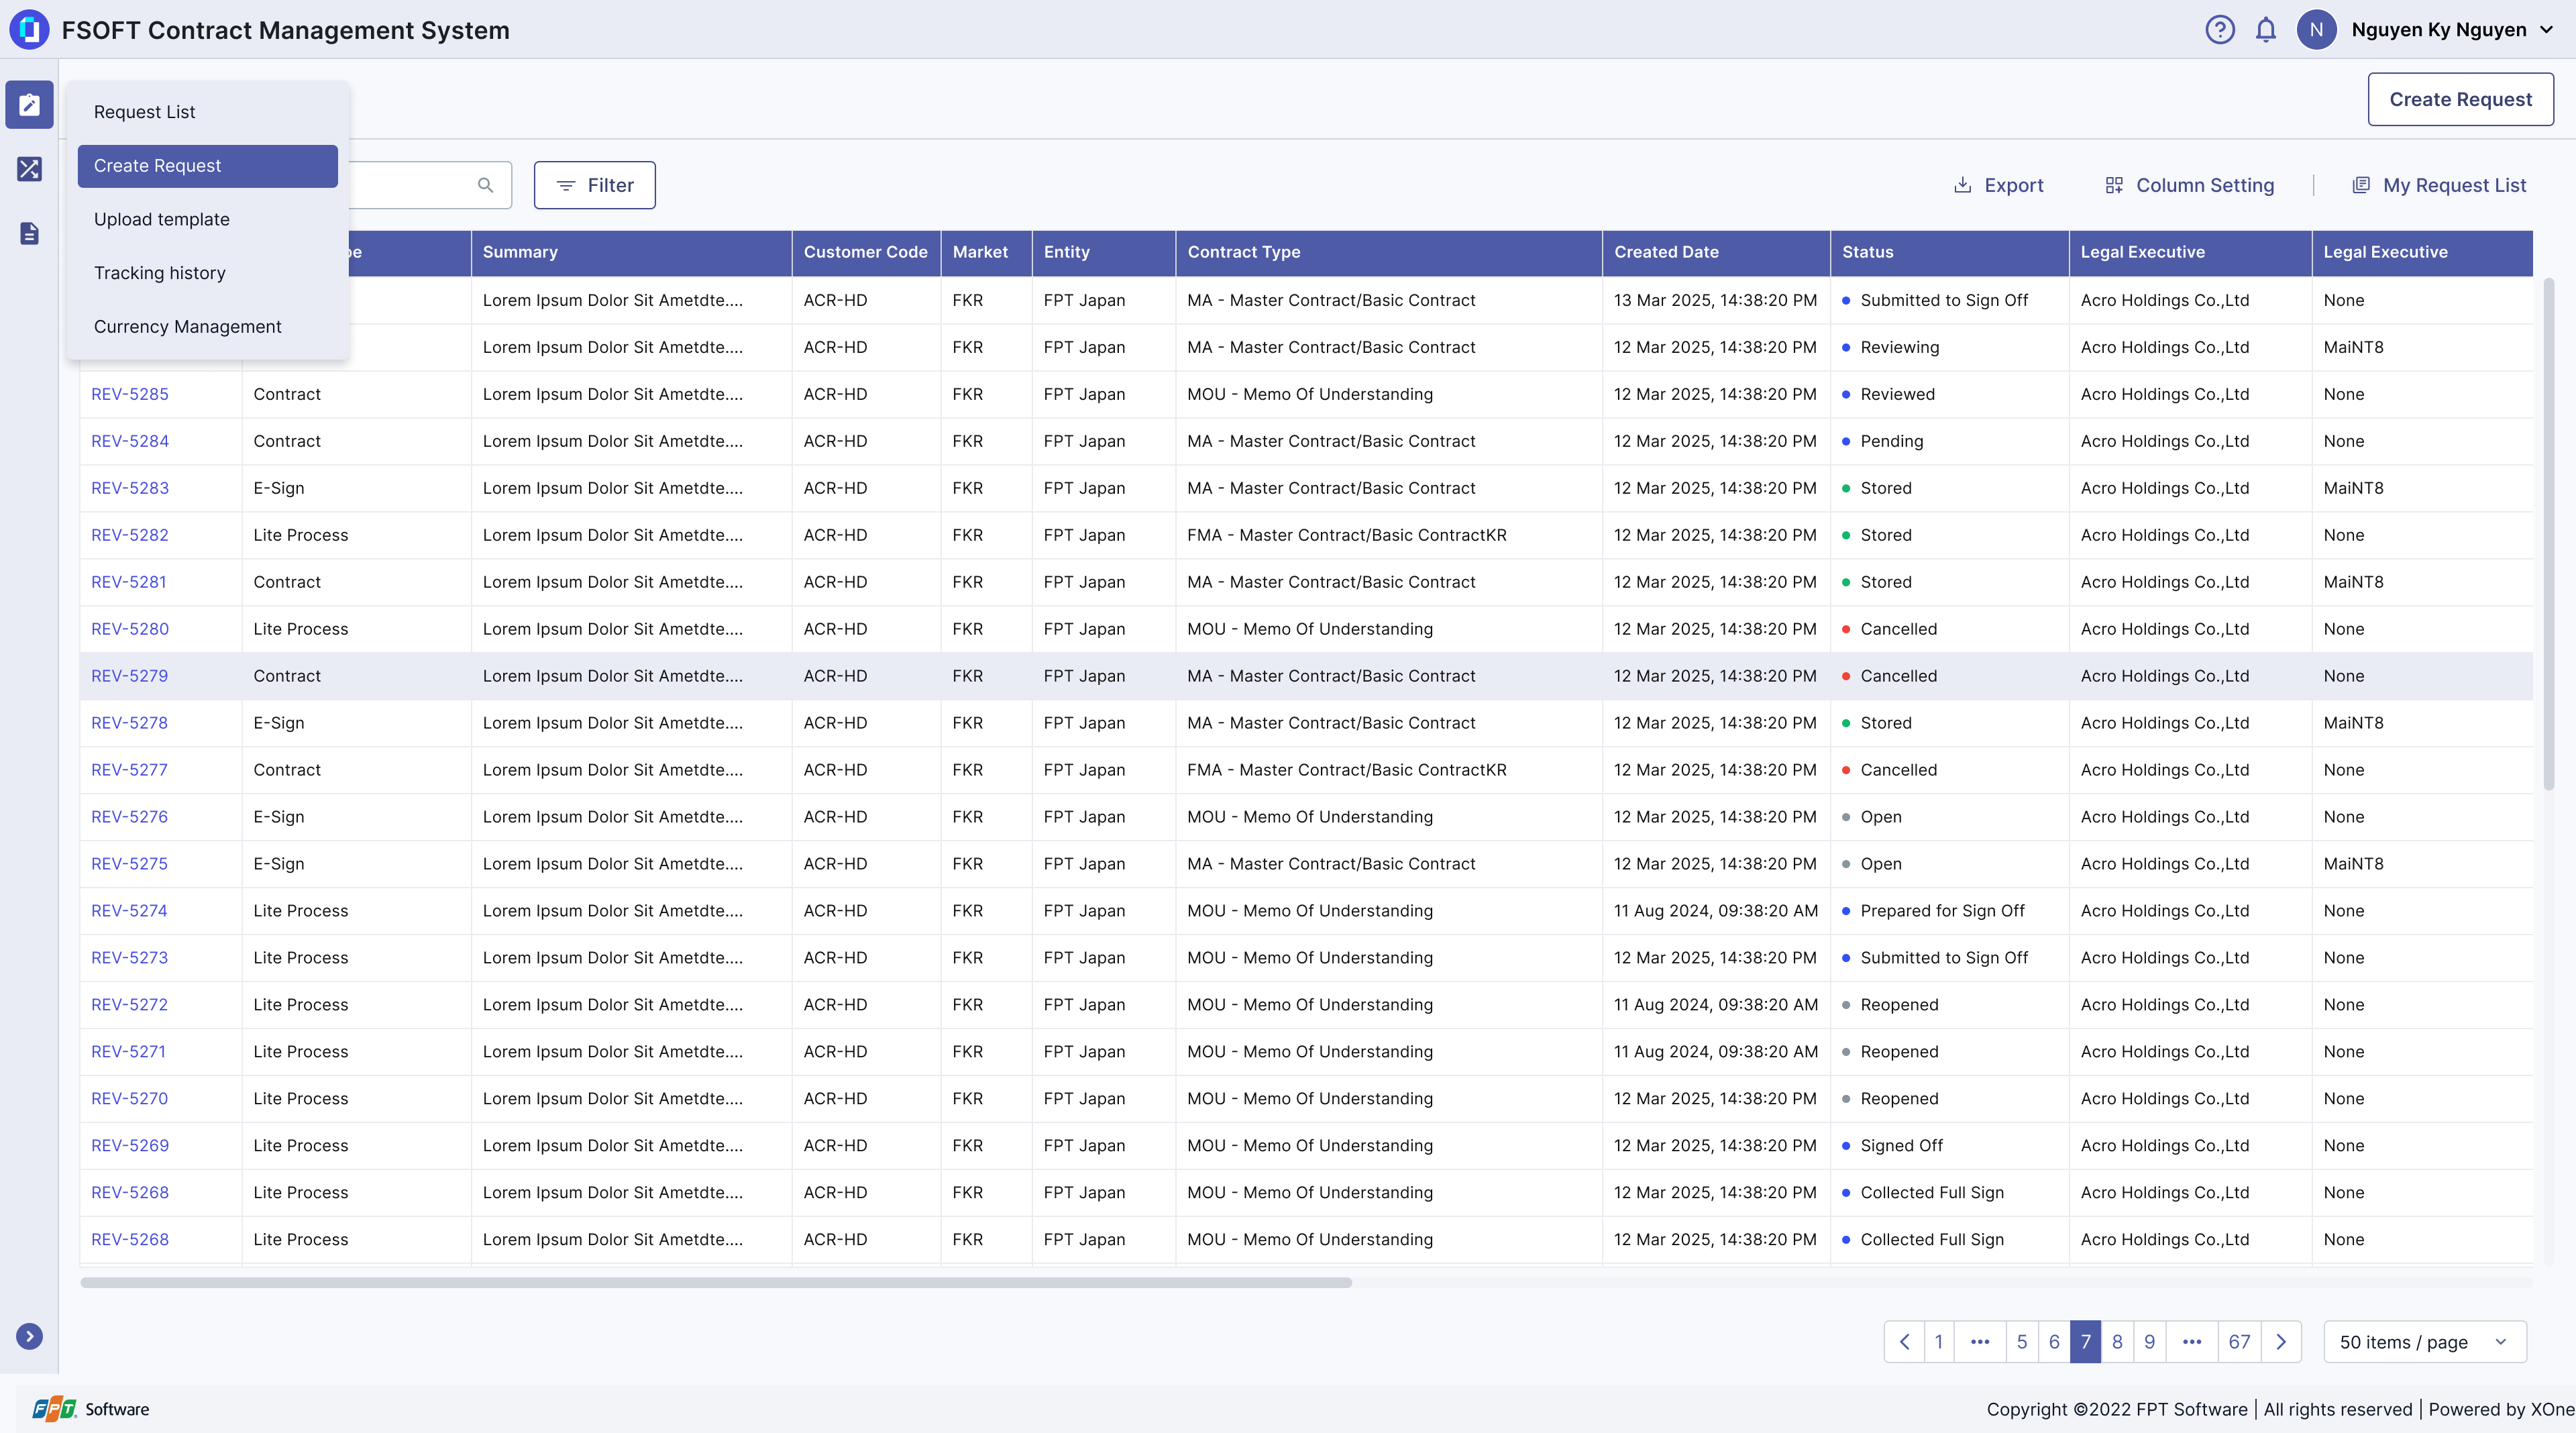 FSOFT Contract Management System
N Nguyen Ky Nguyen
Request List
Create Request
Create Request
Upload template
Tracking history
Currency Management
Filter
Export
Column Setting
My Request List
Summary Customer Code Market Entity Contract Type Created Date Status Legal Executive Legal Executive
Lorem Ipsum Dolor Sit Ametdte.... ACR-HD FKR FPT Japan MA - Master Contract/Basic Contract 13 Mar 2025, 14:38:20 PM Submitted to Sign Off Acro Holdings Co.,Ltd None
Lorem Ipsum Dolor Sit Ametdte.... ACR-HD FKR FPT Japan MA - Master Contract/Basic Contract 12 Mar 2025, 14:38:20 PM Reviewing Acro Holdings Co.,Ltd MaiNT8
REV-5285 Contract Lorem Ipsum Dolor Sit Ametdte.... ACR-HD FKR FPT Japan MOU - Memo Of Understanding 12 Mar 2025, 14:38:20 PM Reviewed Acro Holdings Co.,Ltd None
REV-5284 Contract Lorem Ipsum Dolor Sit Ametdte.... ACR-HD FKR FPT Japan MA - Master Contract/Basic Contract 12 Mar 2025, 14:38:20 PM Pending Acro Holdings Co.,Ltd None
REV-5283 E-Sign Lorem Ipsum Dolor Sit Ametdte.... ACR-HD FKR FPT Japan MA - Master Contract/Basic Contract 12 Mar 2025, 14:38:20 PM Stored Acro Holdings Co.,Ltd MaiNT8
REV-5282 Lite Process Lorem Ipsum Dolor Sit Ametdte.... ACR-HD FKR FPT Japan FMA - Master Contract/Basic ContractKR 12 Mar 2025, 14:38:20 PM Stored Acro Holdings Co.,Ltd None
REV-5281 Contract Lorem Ipsum Dolor Sit Ametdte.... ACR-HD FKR FPT Japan MA - Master Contract/Basic Contract 12 Mar 2025, 14:38:20 PM Stored Acro Holdings Co.,Ltd MaiNT8
REV-5280 Lite Process Lorem Ipsum Dolor Sit Ametdte.... ACR-HD FKR FPT Japan MOU - Memo Of Understanding 12 Mar 2025, 14:38:20 PM Cancelled Acro Holdings Co.,Ltd None
REV-5279 Contract Lorem Ipsum Dolor Sit Ametdte.... ACR-HD FKR FPT Japan MA - Master Contract/Basic Contract 12 Mar 2025, 14:38:20 PM Cancelled Acro Holdings Co.,Ltd None
REV-5278 E-Sign Lorem Ipsum Dolor Sit Ametdte.... ACR-HD FKR FPT Japan MA - Master Contract/Basic Contract 12 Mar 2025, 14:38:20 PM Stored Acro Holdings Co.,Ltd MaiNT8
REV-5277 Contract Lorem Ipsum Dolor Sit Ametdte.... ACR-HD FKR FPT Japan FMA - Master Contract/Basic ContractKR 12 Mar 2025, 14:38:20 PM Cancelled Acro Holdings Co.,Ltd None
REV-5276 E-Sign Lorem Ipsum Dolor Sit Ametdte.... ACR-HD FKR FPT Japan MOU - Memo Of Understanding 12 Mar 2025, 14:38:20 PM Open Acro Holdings Co.,Ltd None
REV-5275 E-Sign Lorem Ipsum Dolor Sit Ametdte.... ACR-HD FKR FPT Japan MA - Master Contract/Basic Contract 12 Mar 2025, 14:38:20 PM Open Acro Holdings Co.,Ltd MaiNT8
REV-5274 Lite Process Lorem Ipsum Dolor Sit Ametdte.... ACR-HD FKR FPT Japan MOU - Memo Of Understanding 11 Aug 2024, 09:38:20 AM Prepared for Sign Off Acro Holdings Co.,Ltd None
REV-5273 Lite Process Lorem Ipsum Dolor Sit Ametdte.... ACR-HD FKR FPT Japan MOU - Memo Of Understanding 12 Mar 2025, 14:38:20 PM Submitted to Sign Off Acro Holdings Co.,Ltd None
REV-5272 Lite Process Lorem Ipsum Dolor Sit Ametdte.... ACR-HD FKR FPT Japan MOU - Memo Of Understanding 11 Aug 2024, 09:38:20 AM Reopened Acro Holdings Co.,Ltd None
REV-5271 Lite Process Lorem Ipsum Dolor Sit Ametdte.... ACR-HD FKR FPT Japan MOU - Memo Of Understanding 11 Aug 2024, 09:38:20 AM Reopened Acro Holdings Co.,Ltd None
REV-5270 Lite Process Lorem Ipsum Dolor Sit Ametdte.... ACR-HD FKR FPT Japan MOU - Memo Of Understanding 12 Mar 2025, 14:38:20 PM Reopened Acro Holdings Co.,Ltd None
REV-5269 Lite Process Lorem Ipsum Dolor Sit Ametdte.... ACR-HD FKR FPT Japan MOU - Memo Of Understanding 12 Mar 2025, 14:38:20 PM Signed Off Acro Holdings Co.,Ltd None
REV-5268 Lite Process Lorem Ipsum Dolor Sit Ametdte.... ACR-HD FKR FPT Japan MOU - Memo Of Understanding 12 Mar 2025, 14:38:20 PM Collected Full Sign Acro Holdings Co.,Ltd None
REV-5268 Lite Process Lorem Ipsum Dolor Sit Ametdte.... ACR-HD FKR FPT Japan MOU - Memo Of Understanding 12 Mar 2025, 14:38:20 PM Collected Full Sign Acro Holdings Co.,Ltd None
1 ••• 5 6 7 8 9 ••• 67 50 items / page
FPT Software
Copyright ©2022 FPT Software | All rights reserved | Powered by XOne